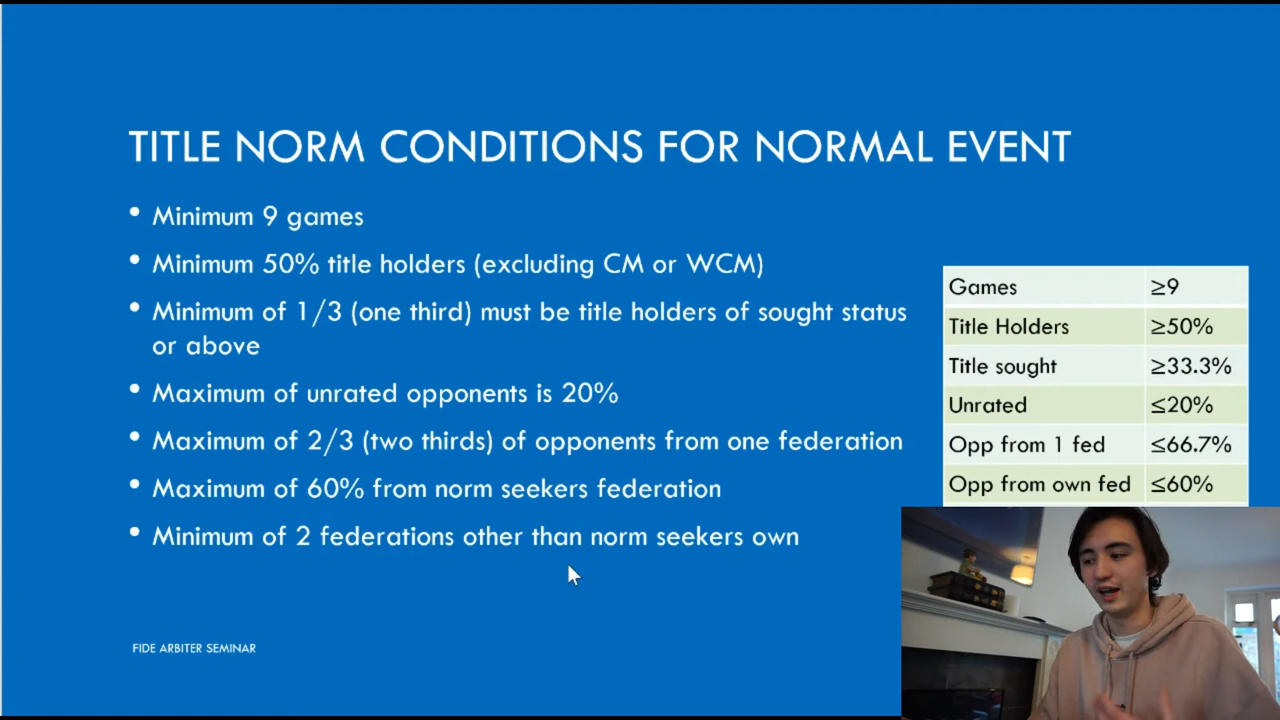 TITLE NORM CONDITIONS FOR NORMAL EVENT
• Minimum 9 games
• Minimum 50% title holders (excluding CM or WCM)
• Minimum of 1/3 (one third) must be title holders of sought status
or above
• Maximum of unrated opponents is 20%
• Maximum of 2/3 (two thirds) of opponents from one federation
• Maximum of 60% from norm seekers federation
• Minimum of 2 federations other than norm seekers own
Games ≥9
Title Holders ≥50%
Title sought ≥33.3%
Unrated ≤20%
Opp from 1 fed ≤66.7%
Opp from own fed ≤60%
FIDE ARBITER SEMINAR